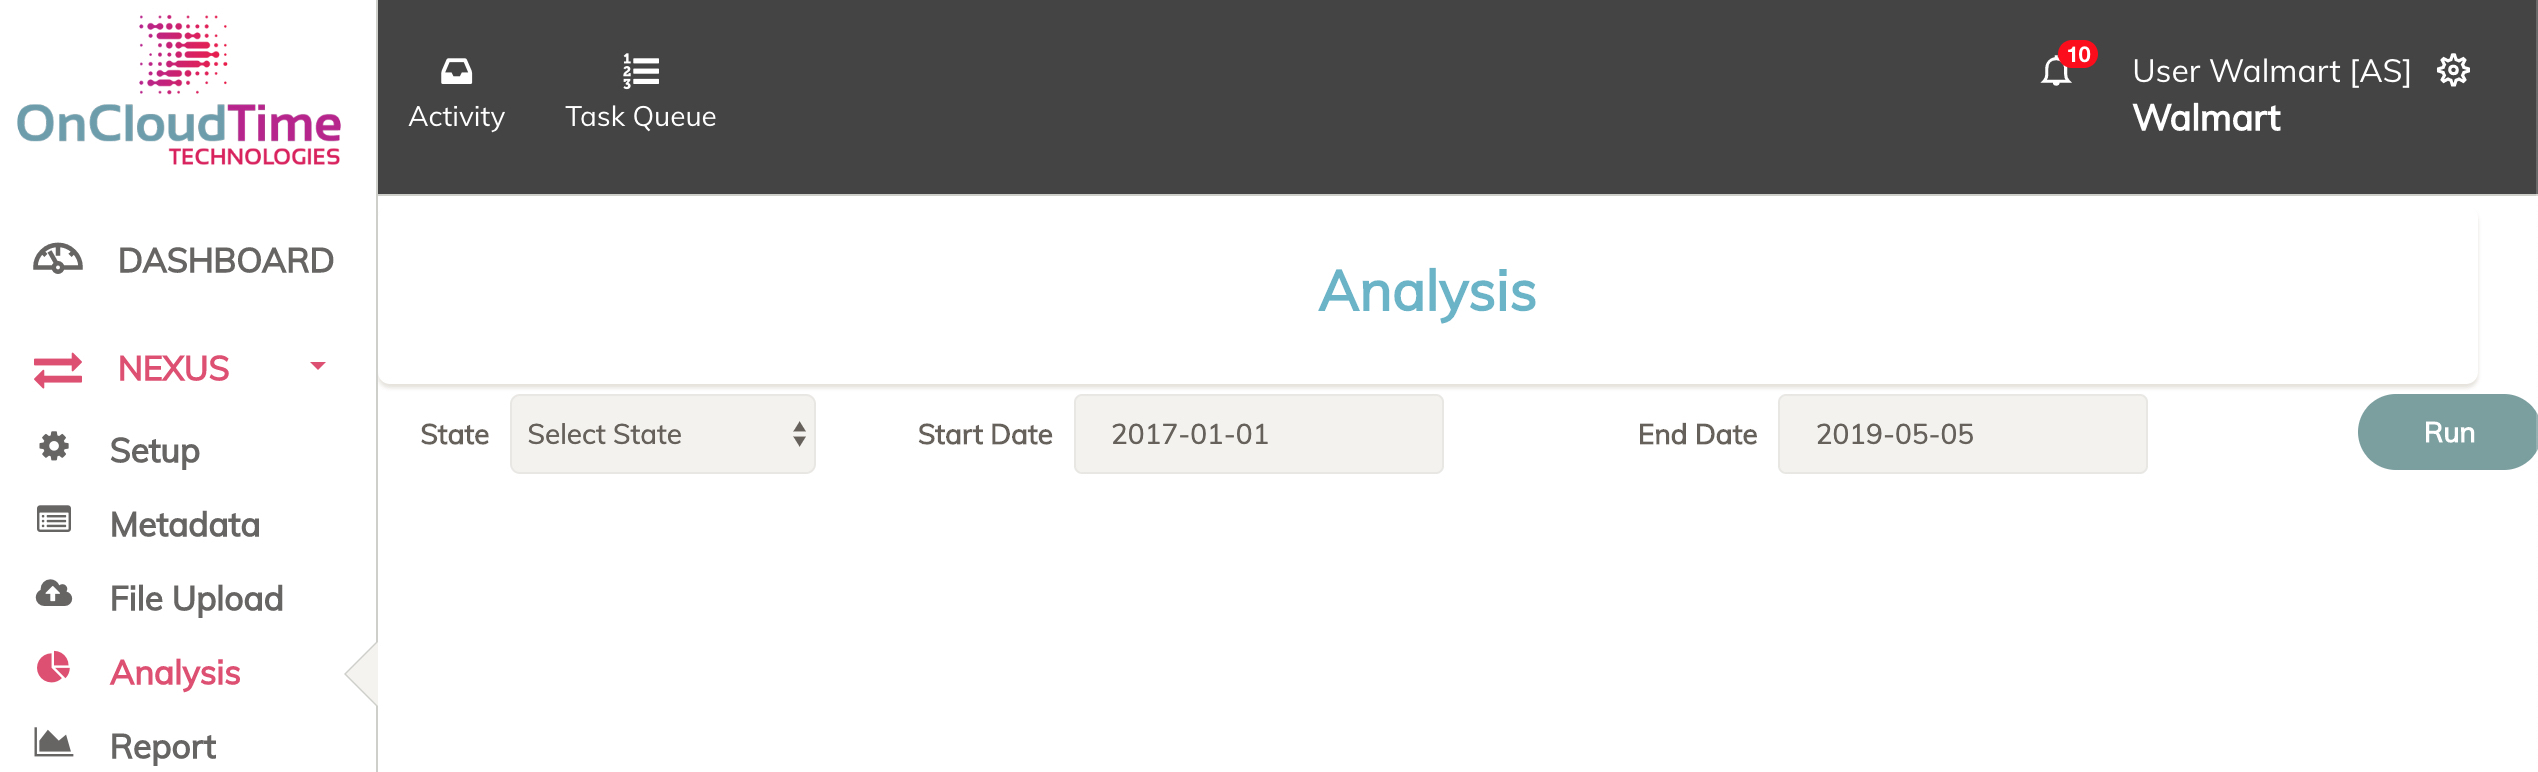 OnCloudTime
TECHNOLOGIES
Activity
Task Queue
10
User Walmart [AS]
Walmart
DASHBOARD
NEXUS
Setup
Metadata
File Upload
Analysis
Report
Analysis
State
Select State
Start Date
2017-01-01
End Date
2019-05-05
Run